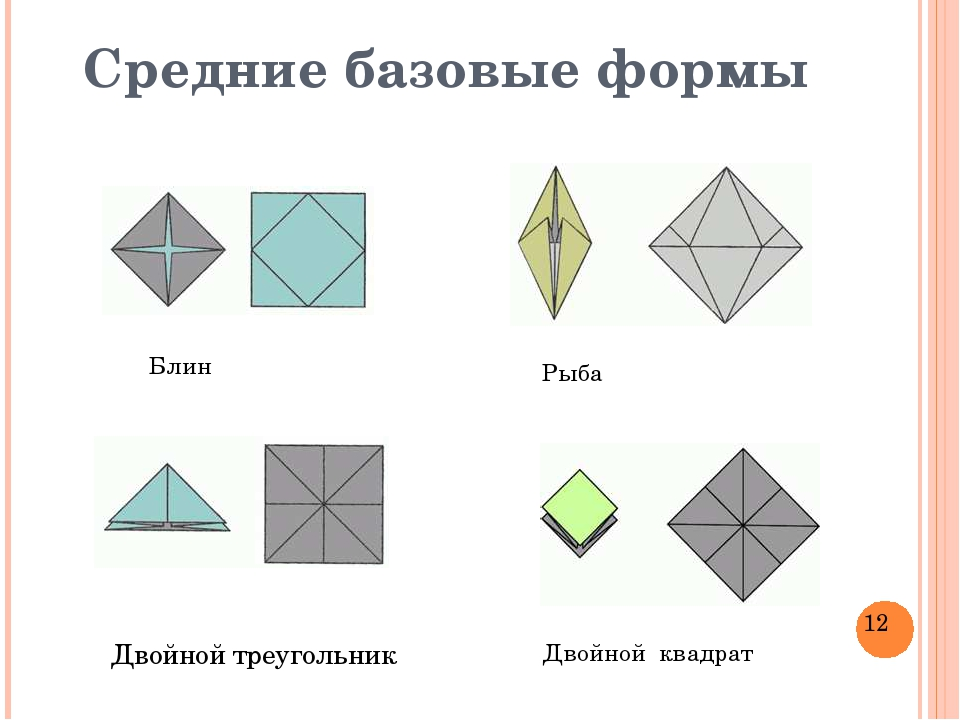 Средние базовые формы
Блин
Рыба
Двойной треугольник
Двойной квадрат
12